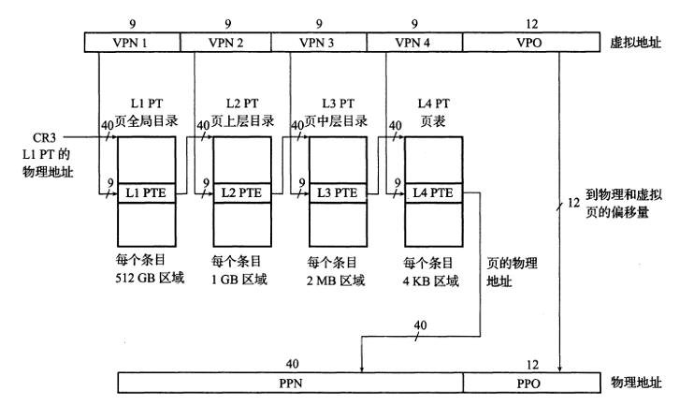 9 9 9 9 12
VPN 1 VPN 2 VPN 3 VPN 4 VPO 虚拟地址
L1 PT L2 PT L3 PT L4 PT
页全局目录 页上层目录 页中层目录 页表
40 40 40 40
CR3
L1 PT 的
物理地址
9 9 9 9
L1 PTE L2 PTE L3 PTE L4 PTE
12 到物理和虚拟
页的偏移量
每个条目 每个条目 每个条目 每个条目
512 GB 区域 1 GB 区域 2 MB 区域 4 KB 区域
页的物理
地址
40
40 12
PPN PPO 物理地址